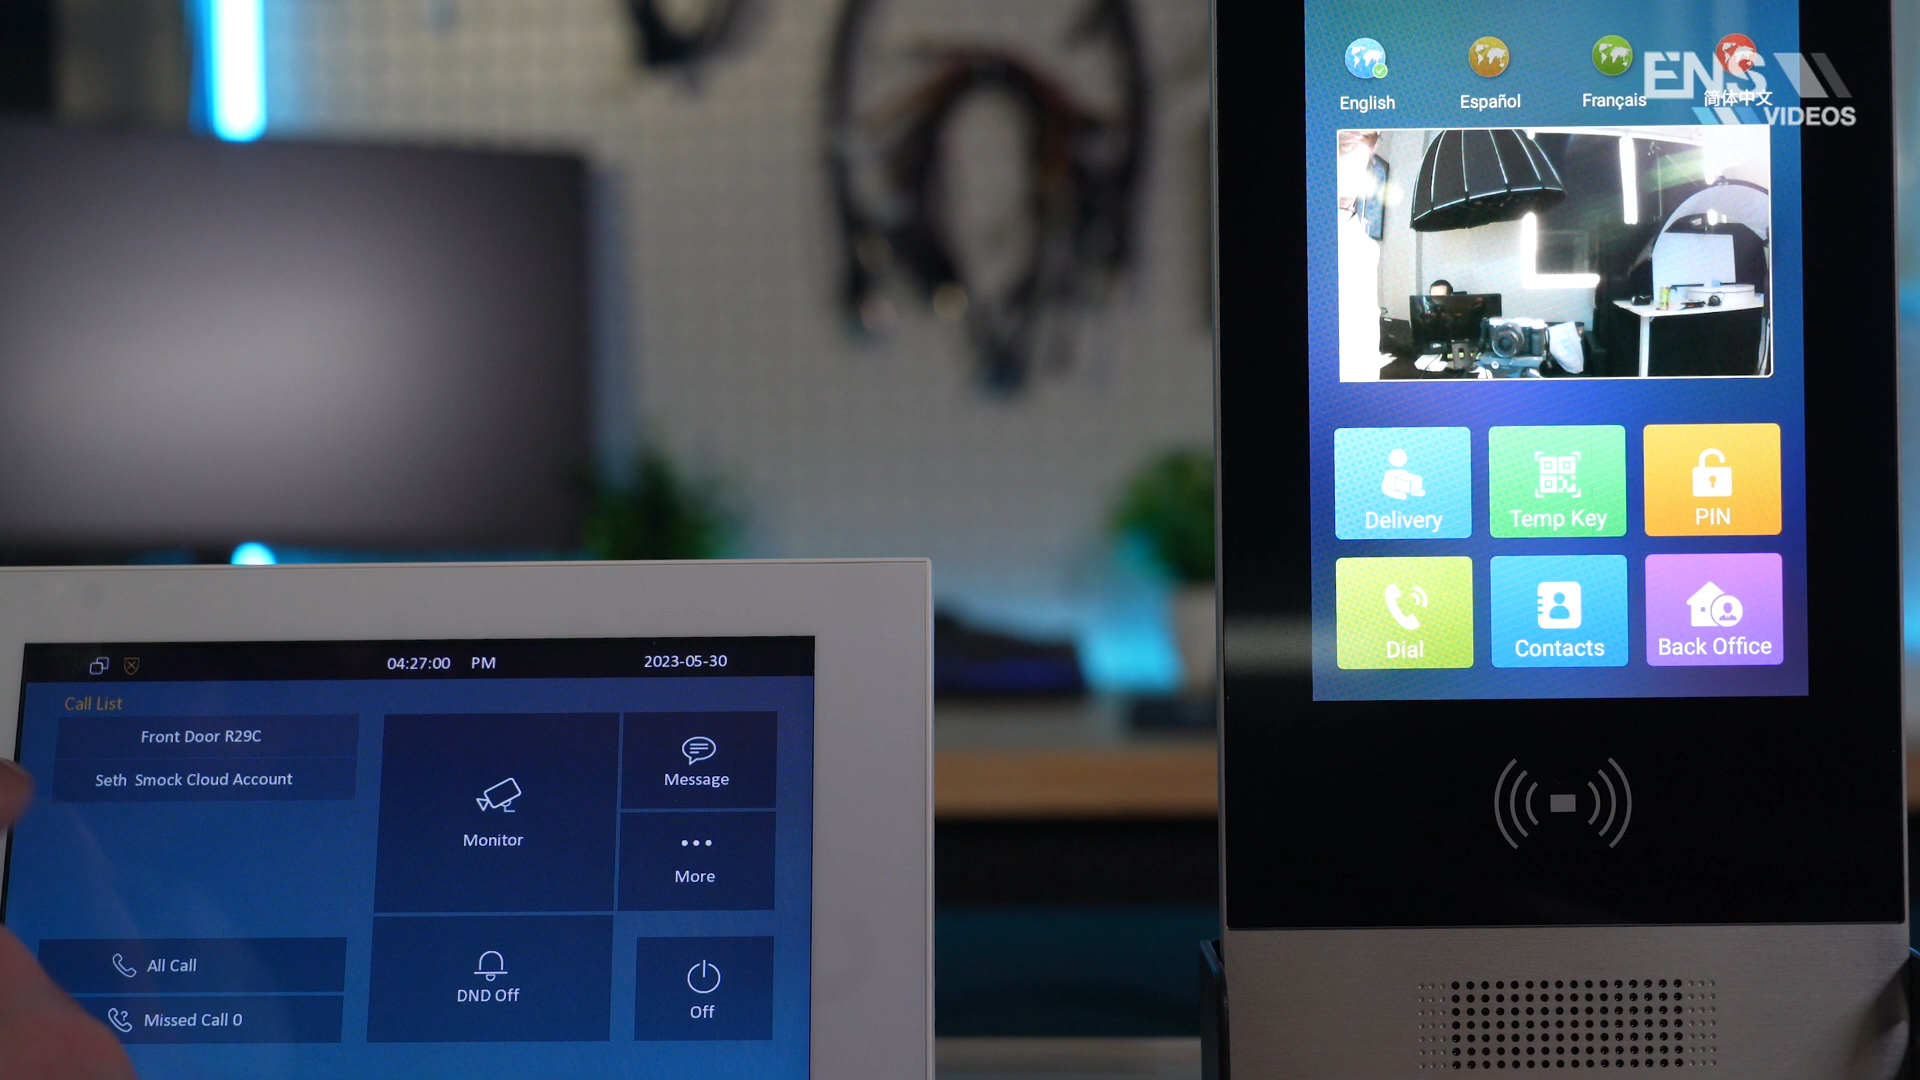 English
Español
Français
简体中文
ENS
VIDEOS
Delivery
Temp Key
PIN
Dial
Contacts
Back Office
04:27:00 PM
2023-05-30
Call List
Front Door R29C
Seth Smock Cloud Account
Monitor
Message
More
All Call
Missed Call 0
DND Off
Off